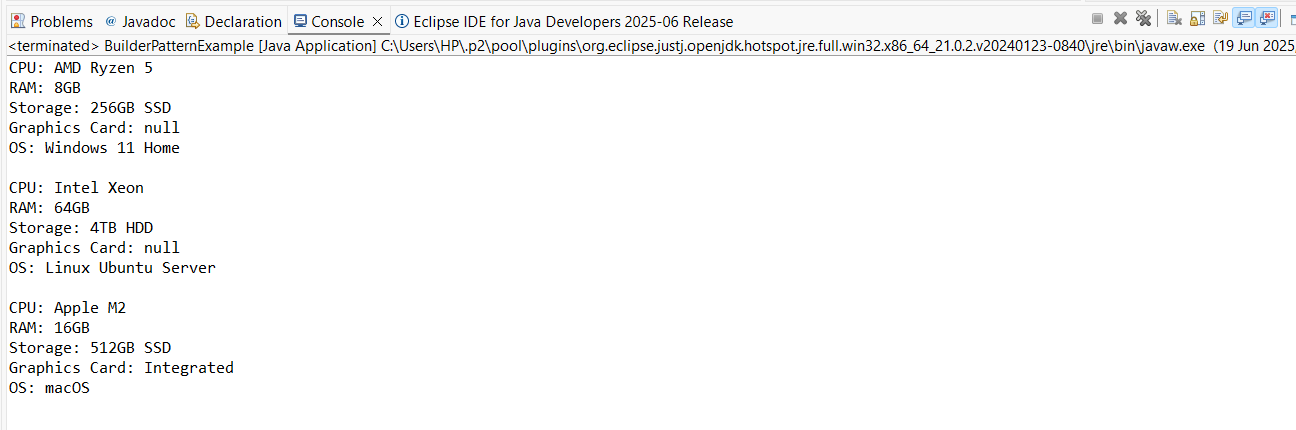 Problems @ Javadoc Declaration Console Eclipse IDE for Java Developers 2025-06 Release
<terminated> BuilderPatternExample [Java Application] C:\Users\HP\.p2\pool\plugins\org.eclipse.justj.openjdk.hotspot.jre.full.win32.x86_64_21.0.2.v20240123-0840\jre\bin\javaw.exe (19 Jun 2025,
CPU: AMD Ryzen 5
RAM: 8GB
Storage: 256GB SSD
Graphics Card: null
OS: Windows 11 Home

CPU: Intel Xeon
RAM: 64GB
Storage: 4TB HDD
Graphics Card: null
OS: Linux Ubuntu Server

CPU: Apple M2
RAM: 16GB
Storage: 512GB SSD
Graphics Card: Integrated
OS: macOS